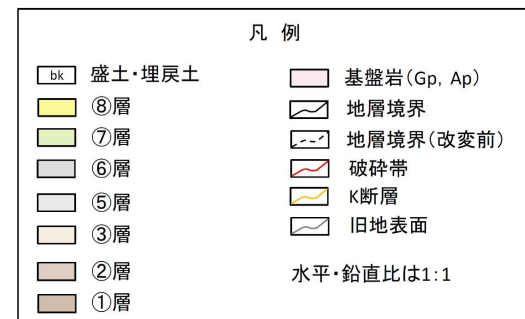 凡 例
bk 盛土・埋戻土
⑧層
⑦層
⑥層
⑤層
③層
②層
①層
基盤岩(Gp, Ap)
地層境界
地層境界(改変前)
破砕帯
K断層
旧地表面
水平・鉛直比は1:1